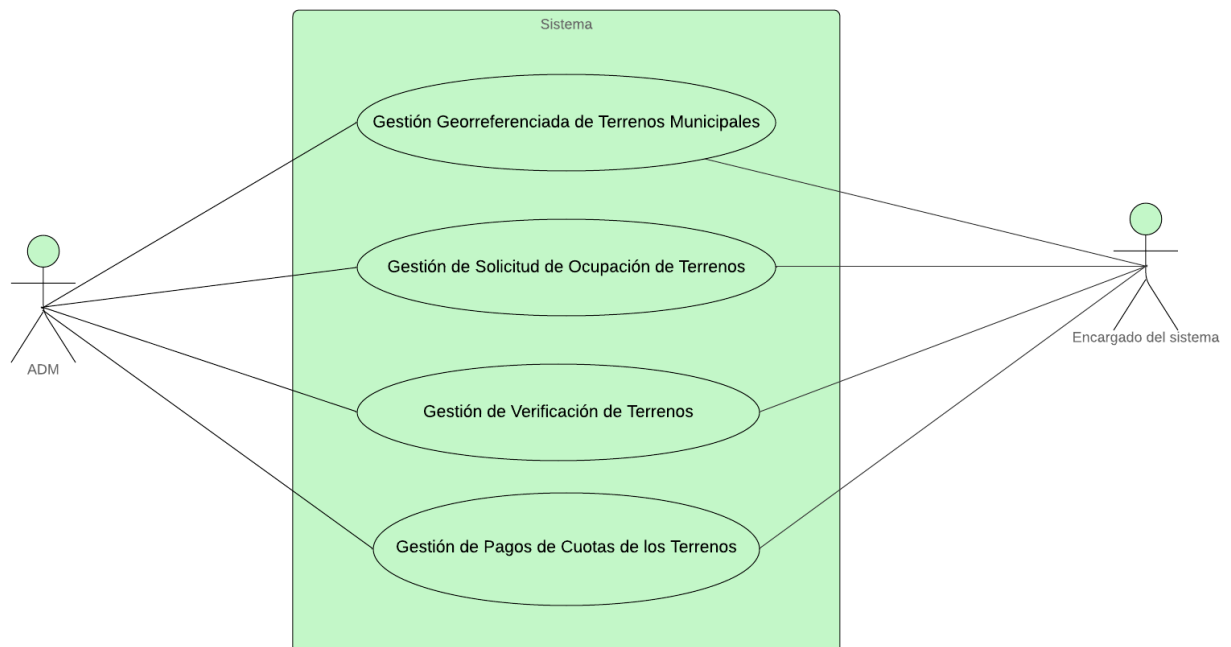 Sistema
Gestión Georreferenciada de Terrenos Municipales
Gestión de Solicitud de Ocupación de Terrenos
Encargado del sistema
ADM
Gestión de Verificación de Terrenos
Gestión de Pagos de Cuotas de los Terrenos